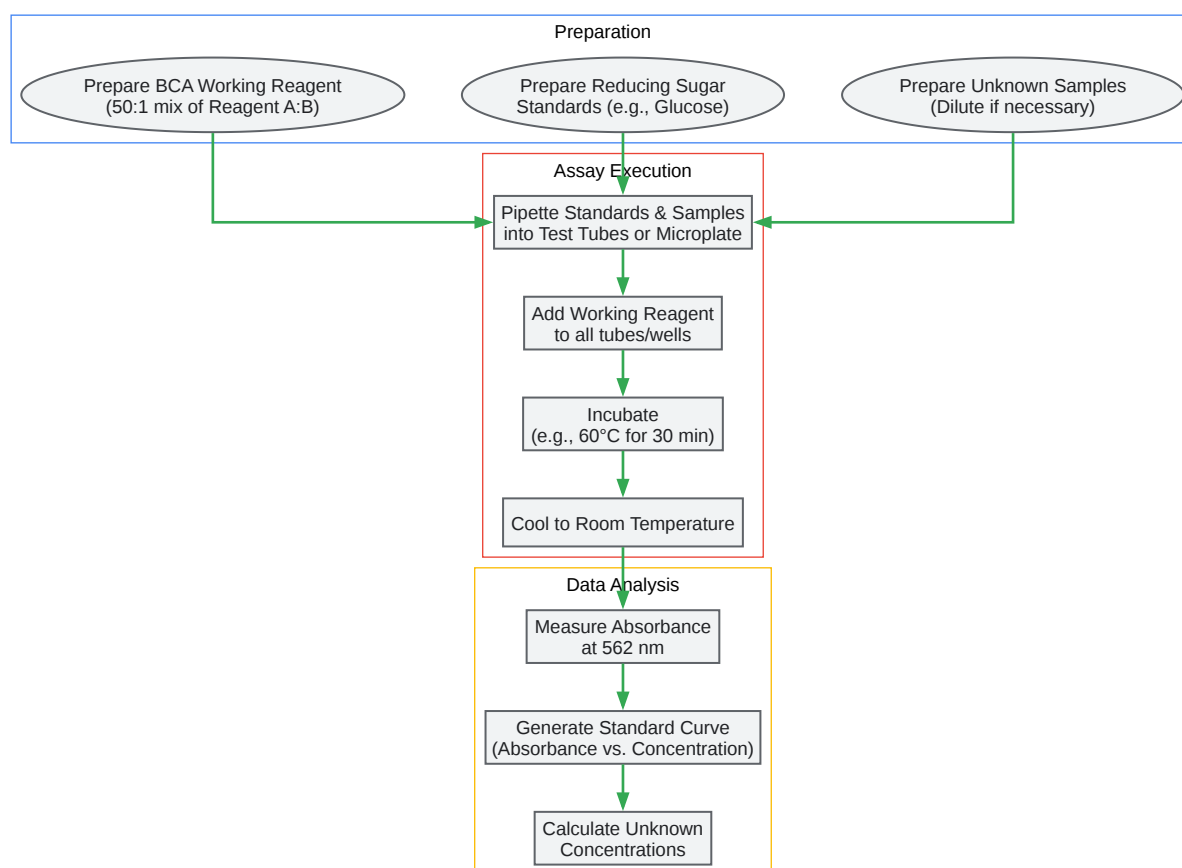 Preparation
Prepare BCA Working Reagent
(50:1 mix of Reagent A:B)
Prepare Reducing Sugar
Standards (e.g., Glucose)
Prepare Unknown Samples
(Dilute if necessary)
Assay Execution
Pipette Standards & Samples
into Test Tubes or Microplate
Add Working Reagent
to all tubes/wells
Incubate
(e.g., 60°C for 30 min)
Cool to Room Temperature
Data Analysis
Measure Absorbance
at 562 nm
Generate Standard Curve
(Absorbance vs. Concentration)
Calculate Unknown
Concentrations